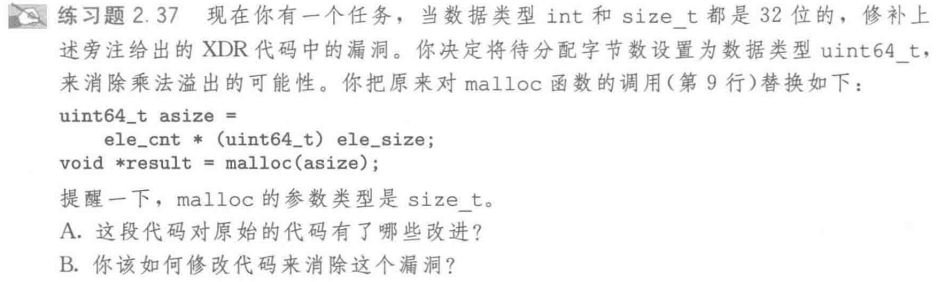 练习题 2.37 现在你有一个任务，当数据类型 int 和 size_t 都是 32 位的，修补上
述旁注给出的 XDR 代码中的漏洞。你决定将待分配字节数设置为数据类型 uint64_t，
来消除乘法溢出的可能性。你把原来对 malloc 函数的调用(第 9 行)替换如下：
uint64_t asize =
    ele_cnt * (uint64_t) ele_size;
void *result = malloc(asize);
提醒一下，malloc 的参数类型是 size_t。
A. 这段代码对原始的代码有了哪些改进？
B. 你该如何修改代码来消除这个漏洞？